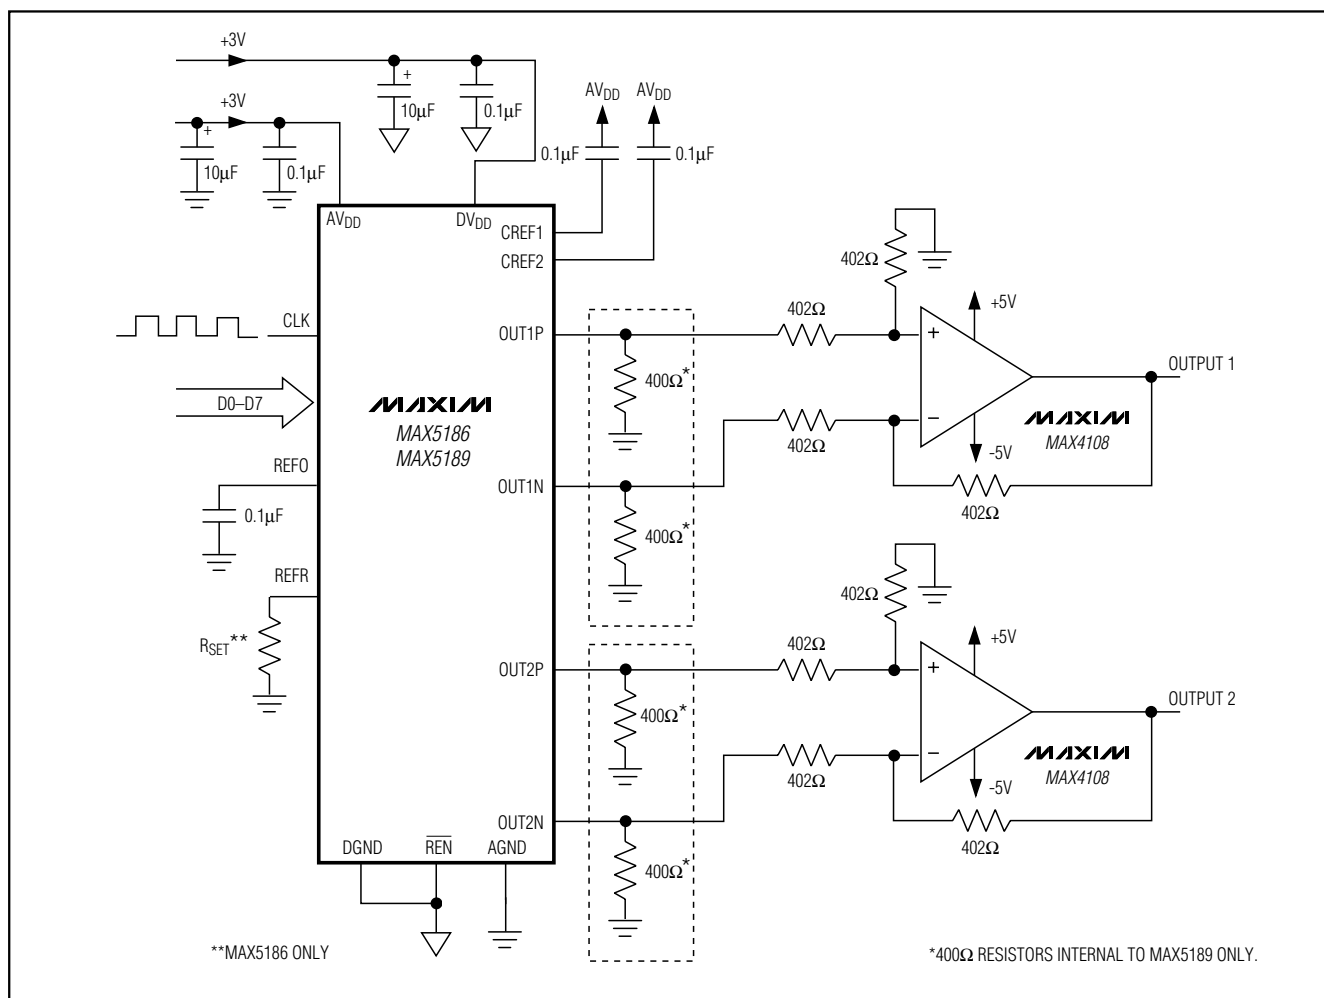 +3V
+
10µF
0.1µF
+3V
+
10µF
0.1µF
AVDD
AVDD
0.1µF
0.1µF
AVDD
DVDD
CREF1
CREF2
CLK
OUT1P
D0–D7
MAXIM
MAX5186
MAX5189
REFO
0.1µF
OUT1N
REFR
RSET**
OUT2P
OUT2N
DGND
REN
AGND
400Ω*
400Ω*
400Ω*
400Ω*
402Ω
402Ω
+5V
+
−
-5V
402Ω
402Ω
MAXIM
MAX4108
OUTPUT 1
402Ω
402Ω
+5V
+
−
-5V
402Ω
402Ω
MAXIM
MAX4108
OUTPUT 2
**MAX5186 ONLY
*400Ω RESISTORS INTERNAL TO MAX5189 ONLY.